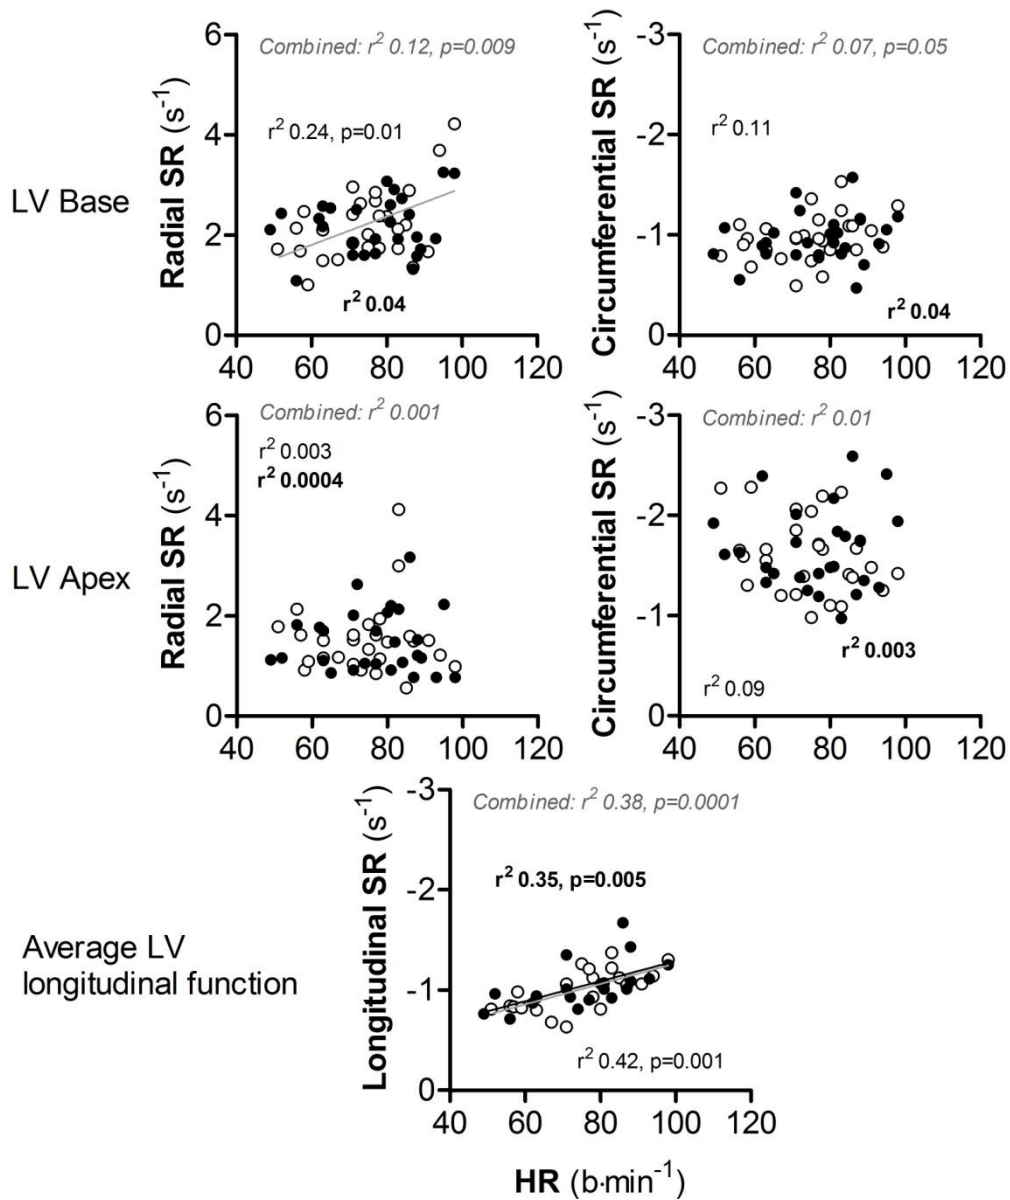 LV Base
Radial SR (s⁻¹)
6
4
2
0
Combined: r² 0.12, p=0.009
r² 0.24, p=0.01
r² 0.04
40 60 80 100 120
Circumferential SR (s⁻¹)
-3
-2
-1
0
Combined: r² 0.07, p=0.05
r² 0.11
r² 0.04
40 60 80 100 120
LV Apex
Radial SR (s⁻¹)
6
4
2
0
Combined: r² 0.001
r² 0.003
r² 0.0004
40 60 80 100 120
Circumferential SR (s⁻¹)
-3
-2
-1
0
Combined: r² 0.01
r² 0.003
r² 0.09
40 60 80 100 120
Average LV
longitudinal function
Longitudinal SR (s⁻¹)
-3
-2
-1
0
Combined: r² 0.38, p=0.0001
r² 0.35, p=0.005
r² 0.42, p=0.001
40 60 80 100 120
HR (b·min⁻¹)